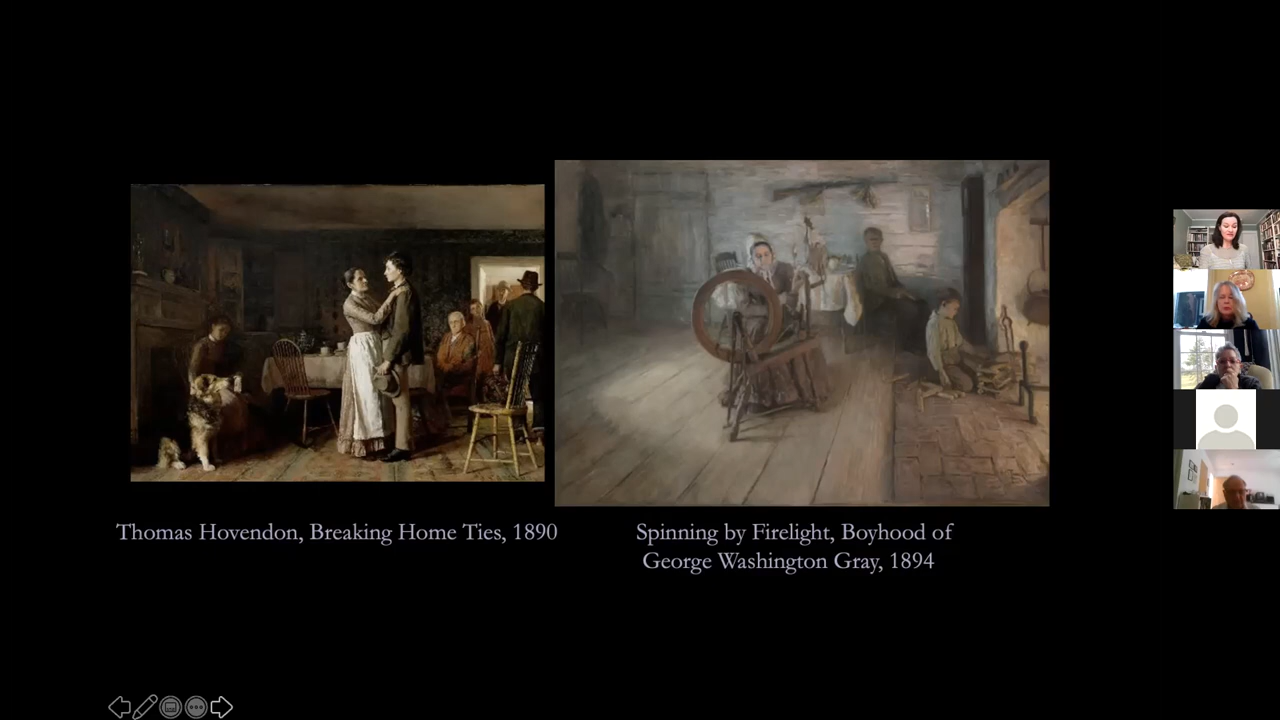 Thomas Hovendon, Breaking Home Ties, 1890
Spinning by Firelight, Boyhood of
George Washington Gray, 1894